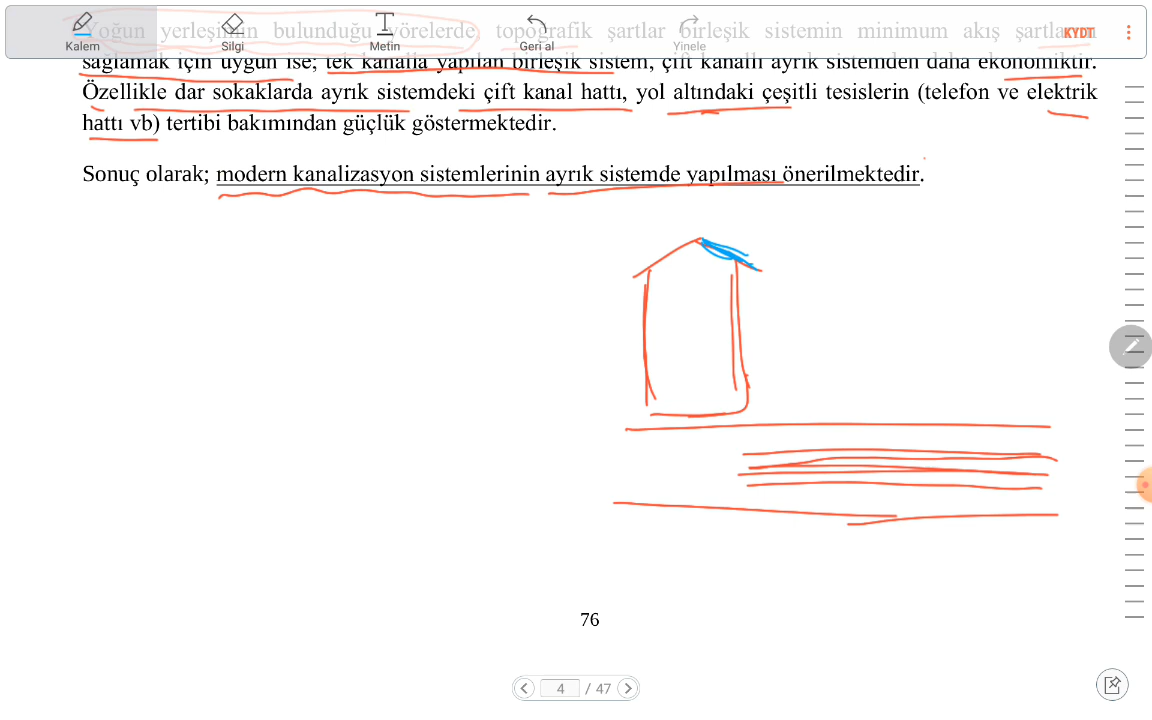 Yoğun yerleşimin bulunduğu yörelerde, topoğrafik şartlar birleşik sistemin minimum akış şartlarını
Kalem
Silgi
Metin
Geri al
Yinele
KYDT
sağlamak için uygun ise; tek kanalla yapılan birleşik sistem, çift kanallı ayrık sistemden daha ekonomiktir.
Özellikle dar sokaklarda ayrık sistemdeki çift kanal hattı, yol altındaki çeşitli tesislerin (telefon ve elektrik
hattı vb) tertibi bakımından güçlük göstermektedir.
Sonuç olarak; modern kanalizasyon sistemlerinin ayrık sistemde yapılması önerilmektedir.
76
4 / 47